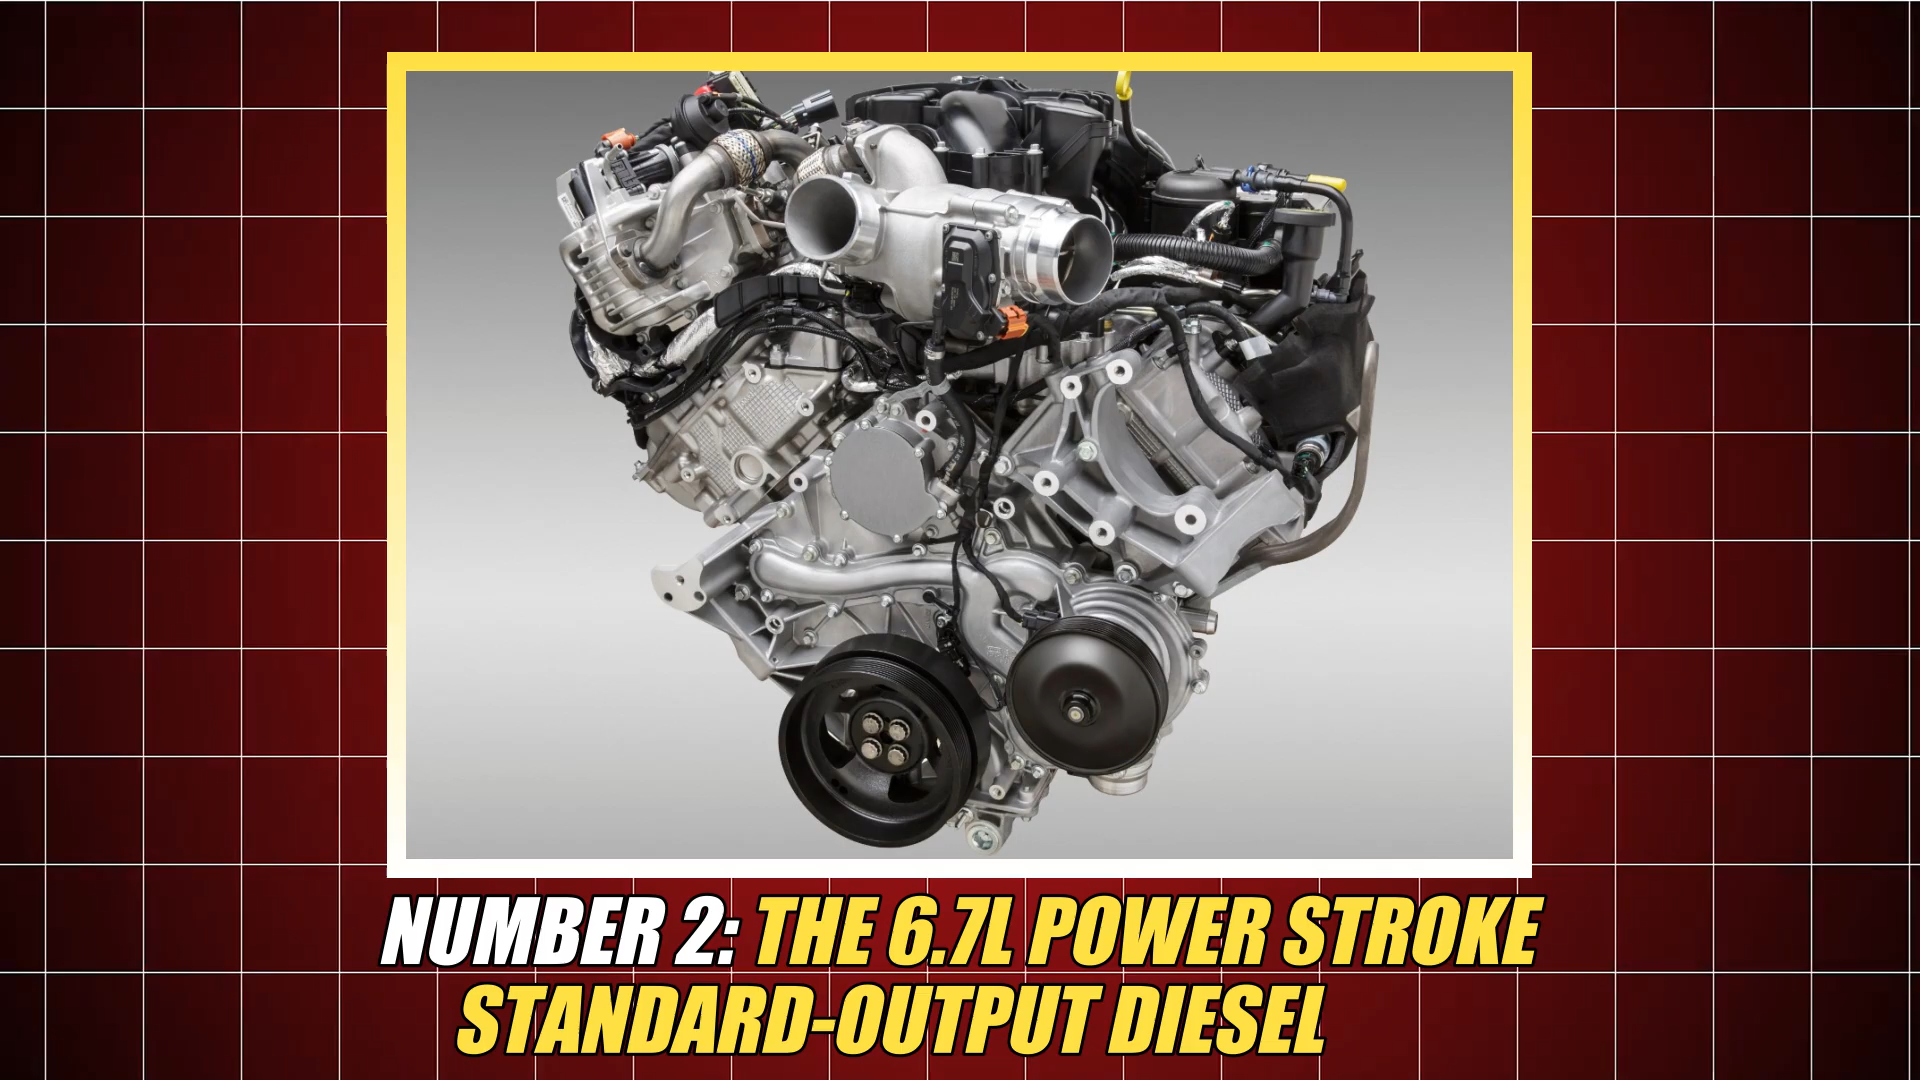 NUMBER 2: THE 6.7L POWER STROKE
STANDARD-OUTPUT DIESEL